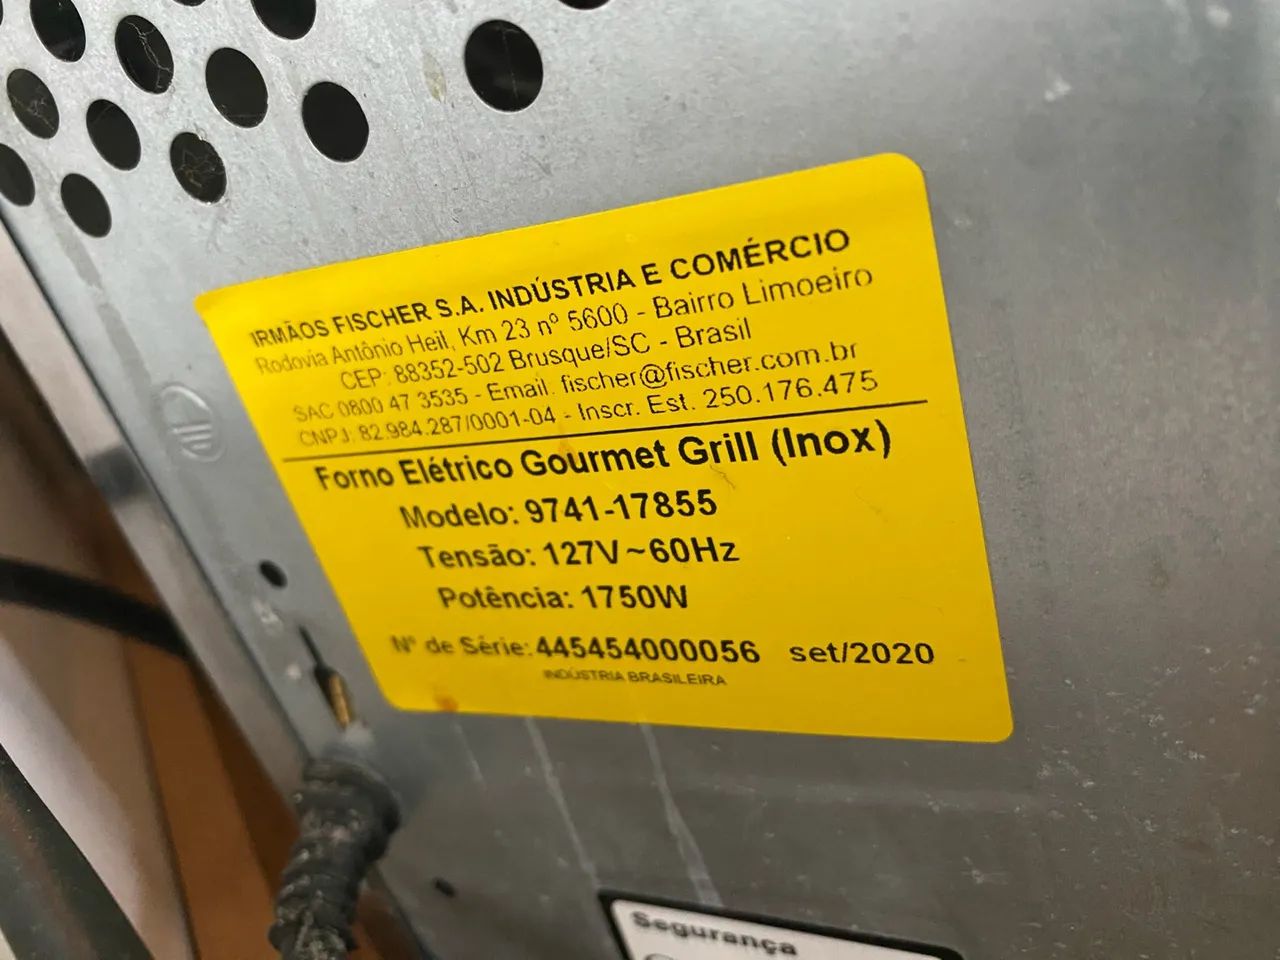 IRMÃOS FISCHER S.A. INDÚSTRIA E COMÉRCIO
Rodovia Antônio Heil, Km 23 nº 5600 - Bairro Limoeiro
CEP: 88352-502 Brusque/SC - Brasil
SAC 0800 47 3535 - Email: fischer@fischer.com.br
CNPJ: 82.984.287/0001-04 - Inscr. Est. 250.176.475
Forno Elétrico Gourmet Grill (Inox)
Modelo: 9741-17855
Tensão: 127V~60Hz
Potência: 1750W
Nº de Série: 445454000056 set/2020
INDÚSTRIA BRASILEIRA
Segurança